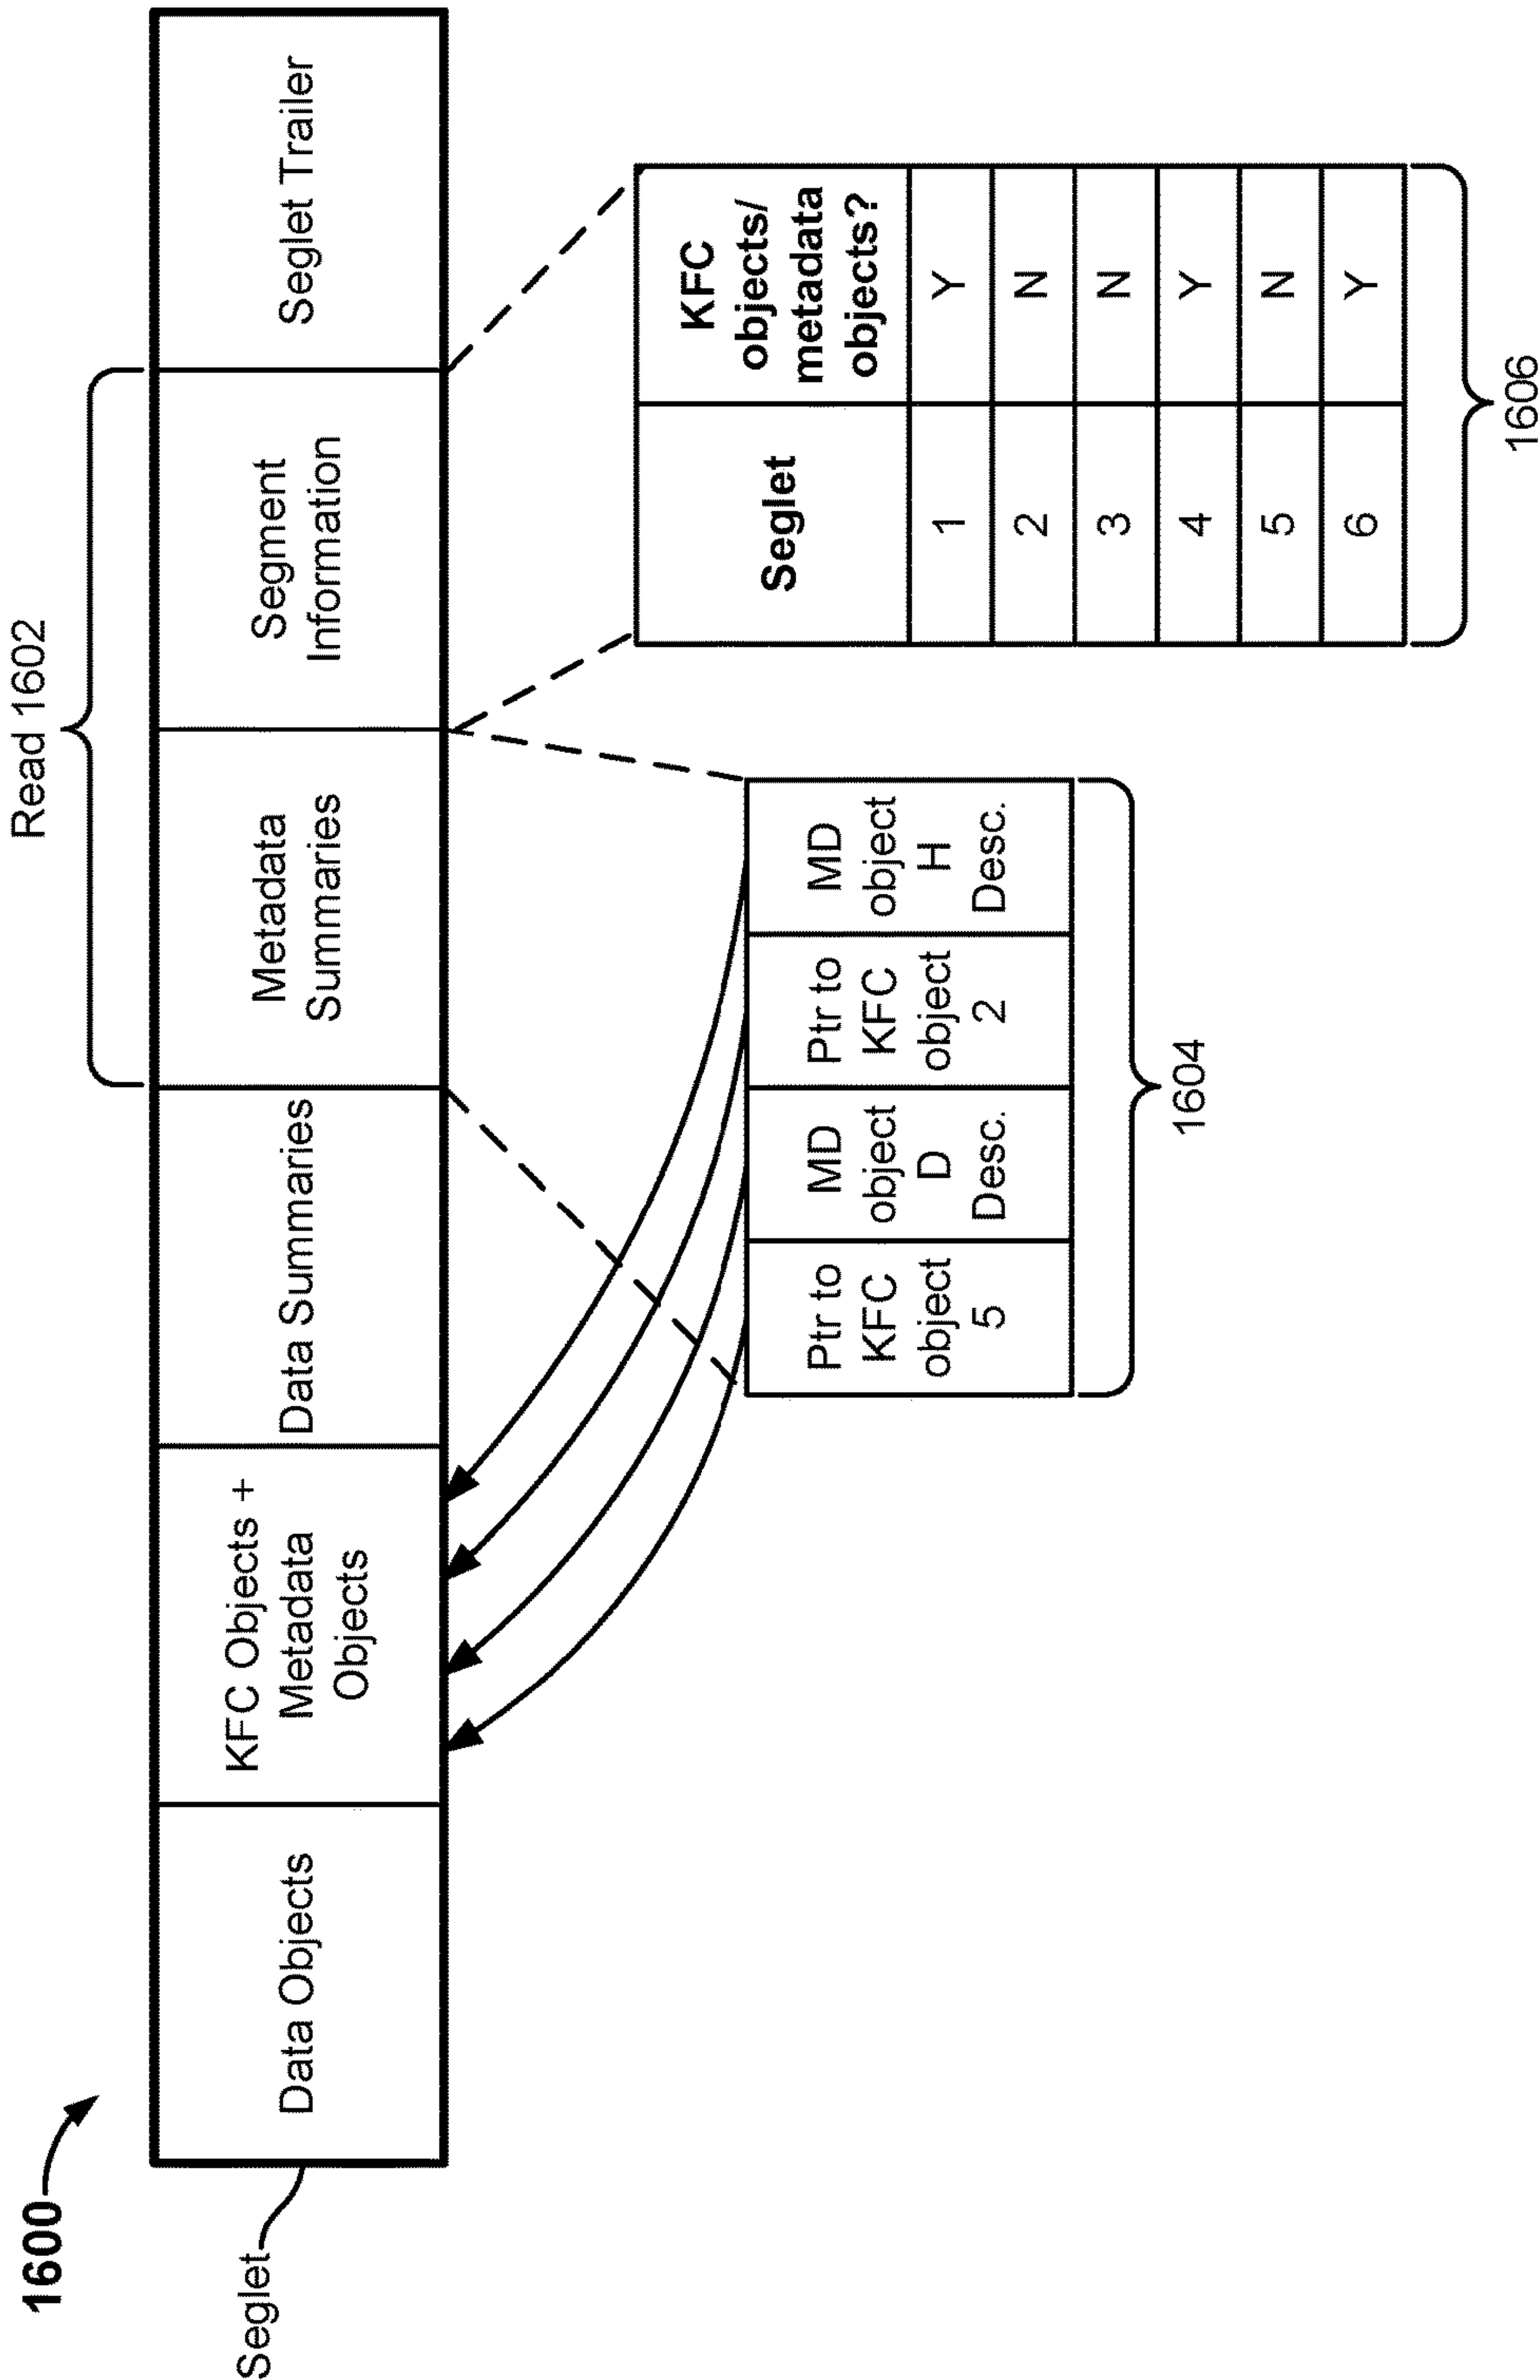 1600
Read 1602
Seglet
Data Objects
KFC Objects +
Metadata
Objects
Data Summaries
Metadata
Summaries
Segment
Information
Seglet Trailer
Ptr to
KFC
object
5
MD
object
D
Desc.
Ptr to
KFC
object
2
MD
object
H
Desc.
1604
Seglet
KFC
objects/
metadata
objects?
1 Y
2 N
3 N
4 Y
5 N
6 Y
1606